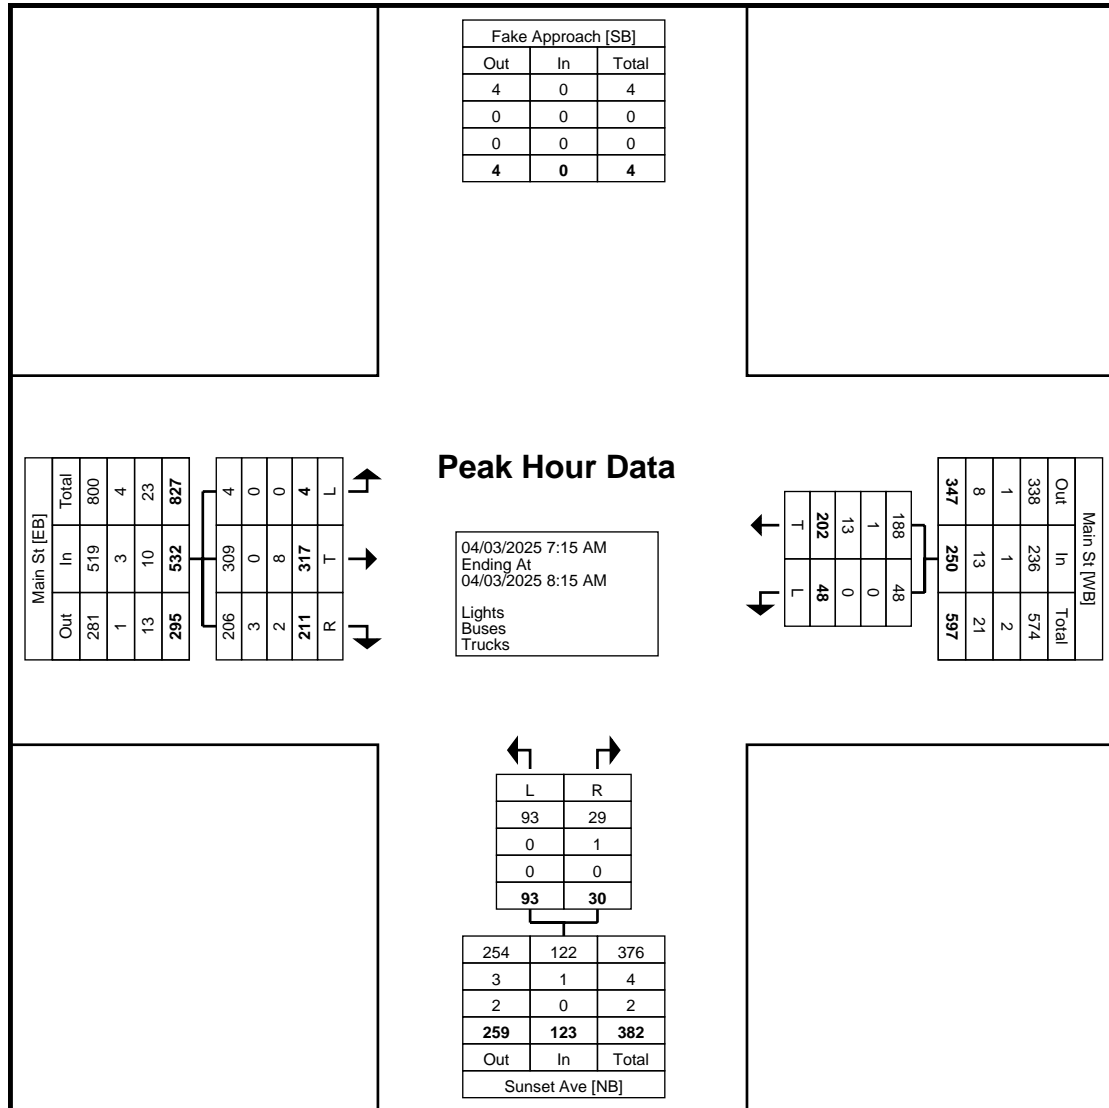 Fake Approach [SB]
Out In Total
4 0 4
0 0 0
0 0 0
4 0 4
Peak Hour Data
04/03/2025 7:15 AM
Ending At
04/03/2025 8:15 AM
Lights
Buses
Trucks
Main St [EB]
Total In Out
800 519 281
4 3 1
23 10 13
827 532 295
4 309 206
0 0 3
0 8 2
4 317 211
L T R
Main St [WB]
Out In Total
338 236 574
1 1 2
8 13 21
347 250 597
188 48
1 0
13 0
202 48
T L
L R
93 29
0 1
0 0
93 30
254 122 376
3 1 4
2 0 2
259 123 382
Out In Total
Sunset Ave [NB]